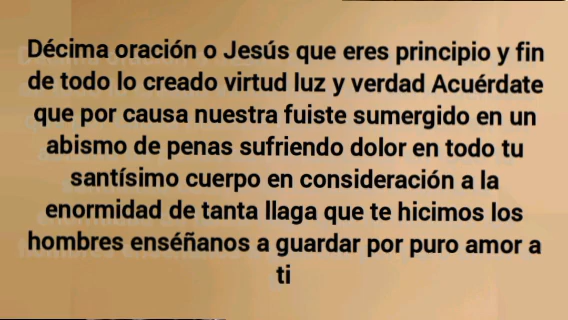 Décima oración o Jesús que eres principio y fin
de todo lo creado virtud luz y verdad Acuérdate
que por causa nuestra fuiste sumergido en un
abismo de penas sufriendo dolor en todo tu
santísimo cuerpo en consideración a la
enormidad de tanta llaga que te hicimos los
hombres enséñanos a guardar por puro amor a
ti